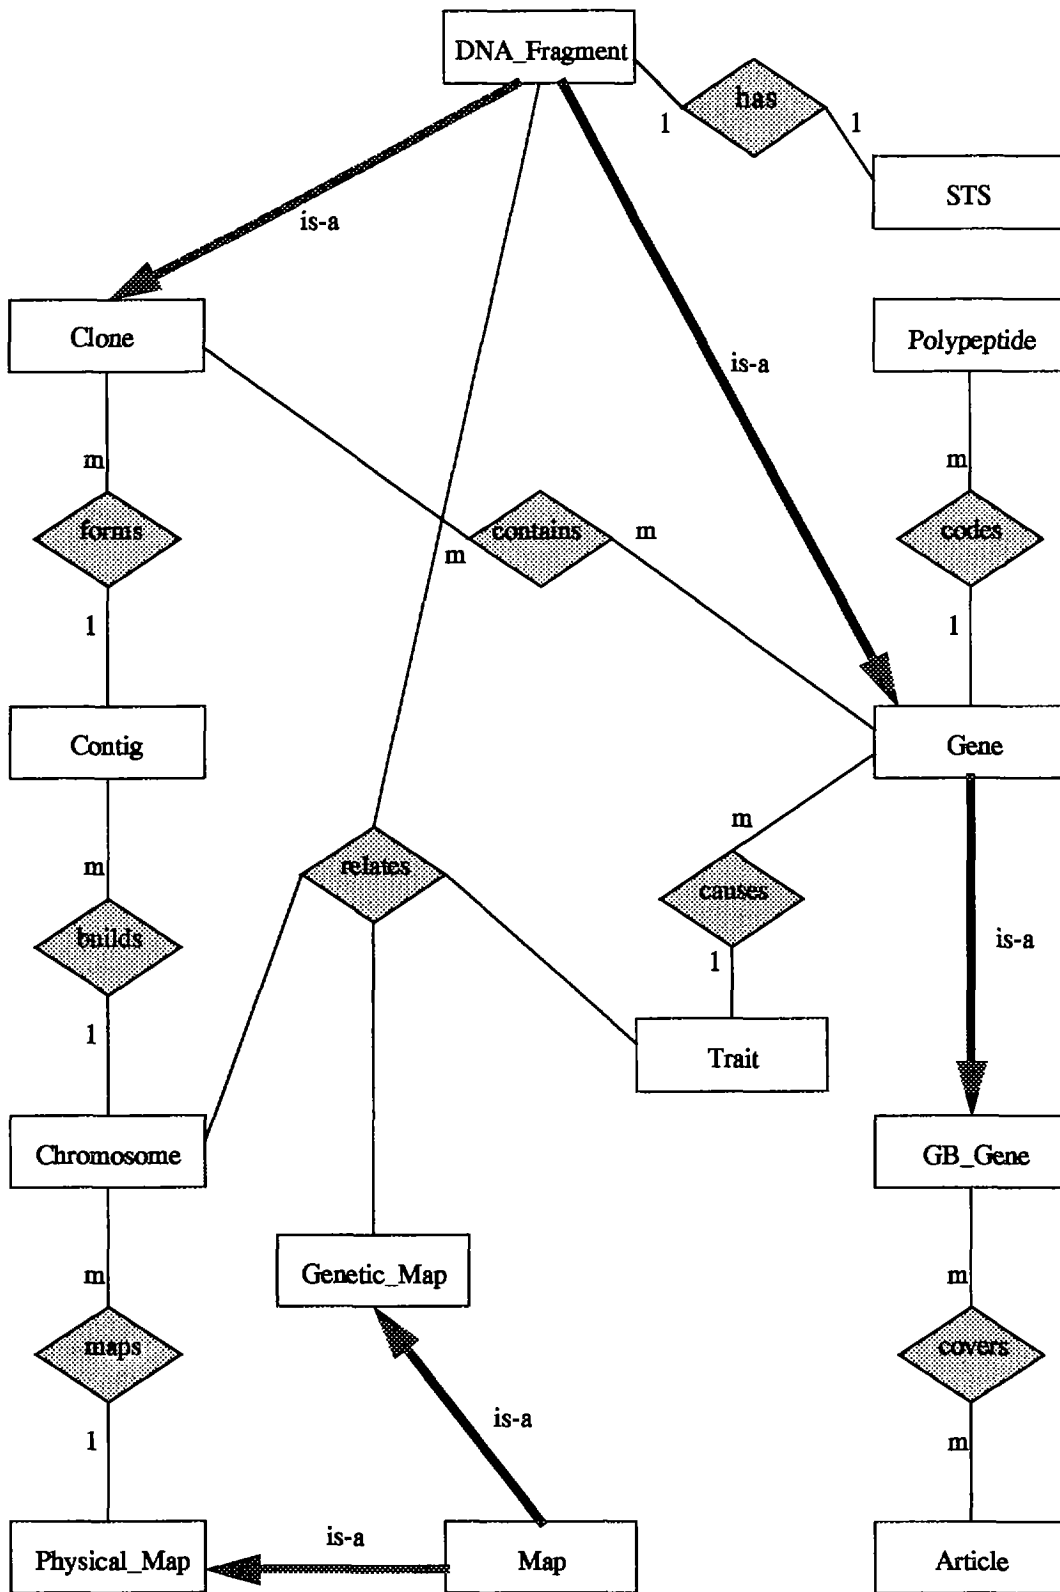 DNA_Fragment
has
1
1
STS
is-a
Clone
Polypeptide
is-a
m
m
forms
contains
m
codes
m
1
1
Contig
Gene
m
relates
m
causes
builds
is-a
1
1
Trait
Chromosome
GB_Gene
Genetic_Map
m
m
maps
covers
is-a
1
m
is-a
Physical_Map
Map
Article